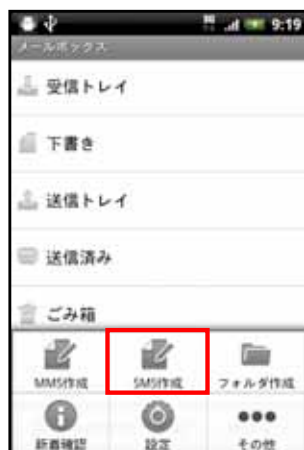 9:19
メールボックス
受信トレイ
下書き
送信トレイ
送信済み
ごみ箱
MMS作成 SMS作成 フォルダ作成
新着確認 設定 その他